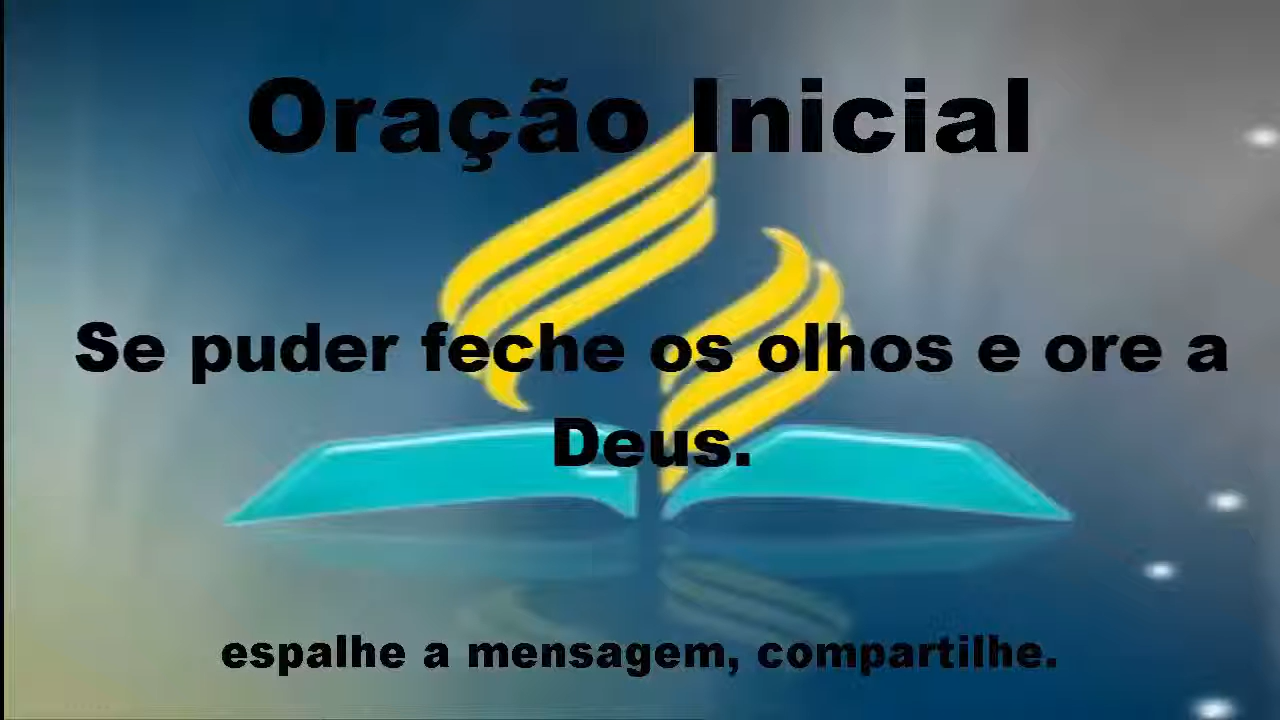 Oração Inicial
Se puder feche os olhos e ore a
Deus.
espalhe a mensagem, compartilhe.